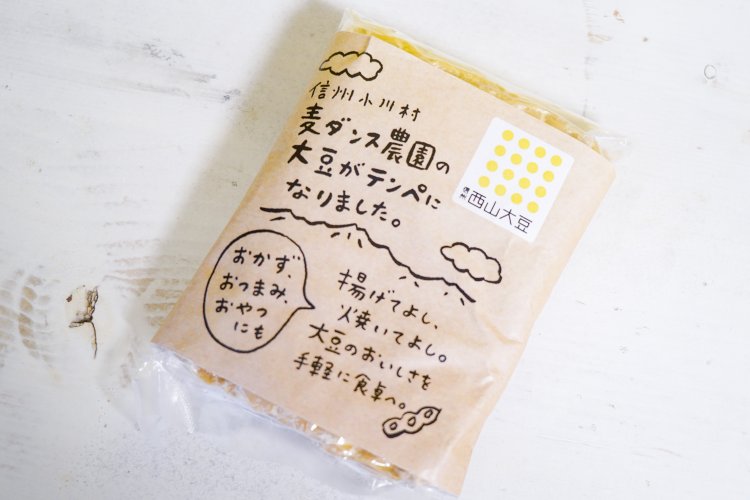 信州小川村
麦ダンス農園の
大豆がテンペに
なりました。
信州
西山大豆
おかず、
おつまみ、
おやつ
にも
揚げてよし、
焼いてよし。
大豆のおいしさを
手軽に食卓へ。